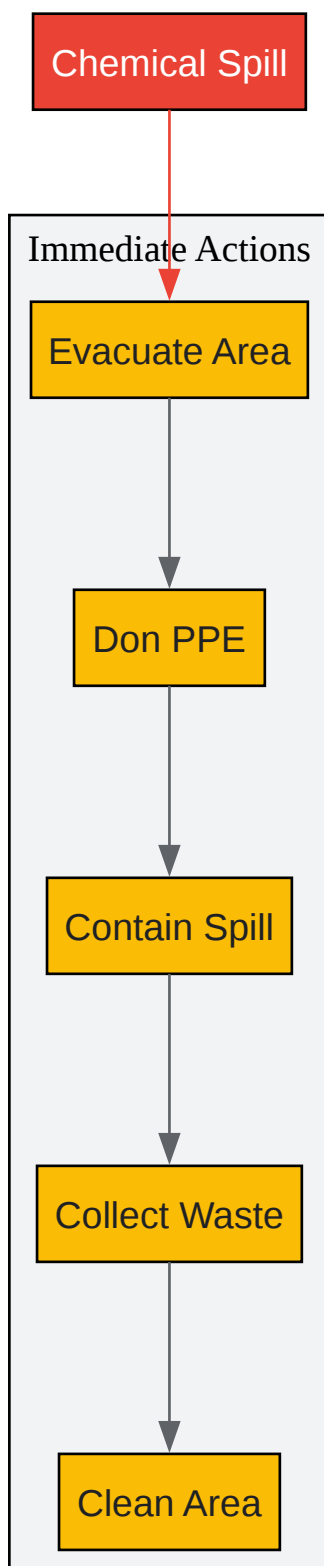 Chemical Spill
Immediate Actions
Evacuate Area
Don PPE
Contain Spill
Collect Waste
Clean Area